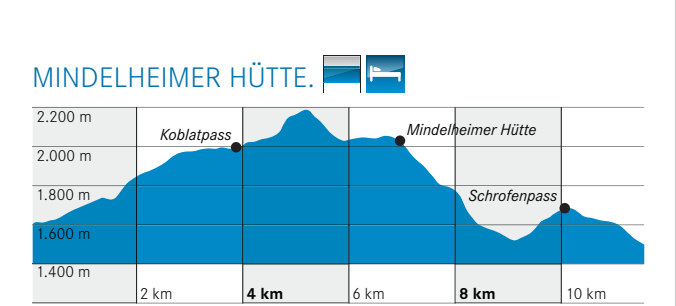 MINDELHEIMER HÜTTE.
2.200 m
Koblatpass
Mindelheimer Hütte
2.000 m
1.800 m
Schrofenpass
1.600 m
1.400 m
2 km
4 km
6 km
8 km
10 km